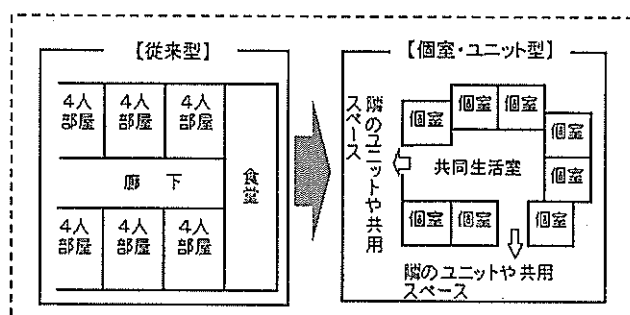 【従来型】
4人
部屋
4人
部屋
4人
部屋
廊 下
食堂
4人
部屋
4人
部屋
4人
部屋
【個室・ユニット型】
隣のユニットや共用
スペース
個室
個室
個室
個室
個室
共同生活室
個室
個室
個室
隣のユニットや共用
スペース